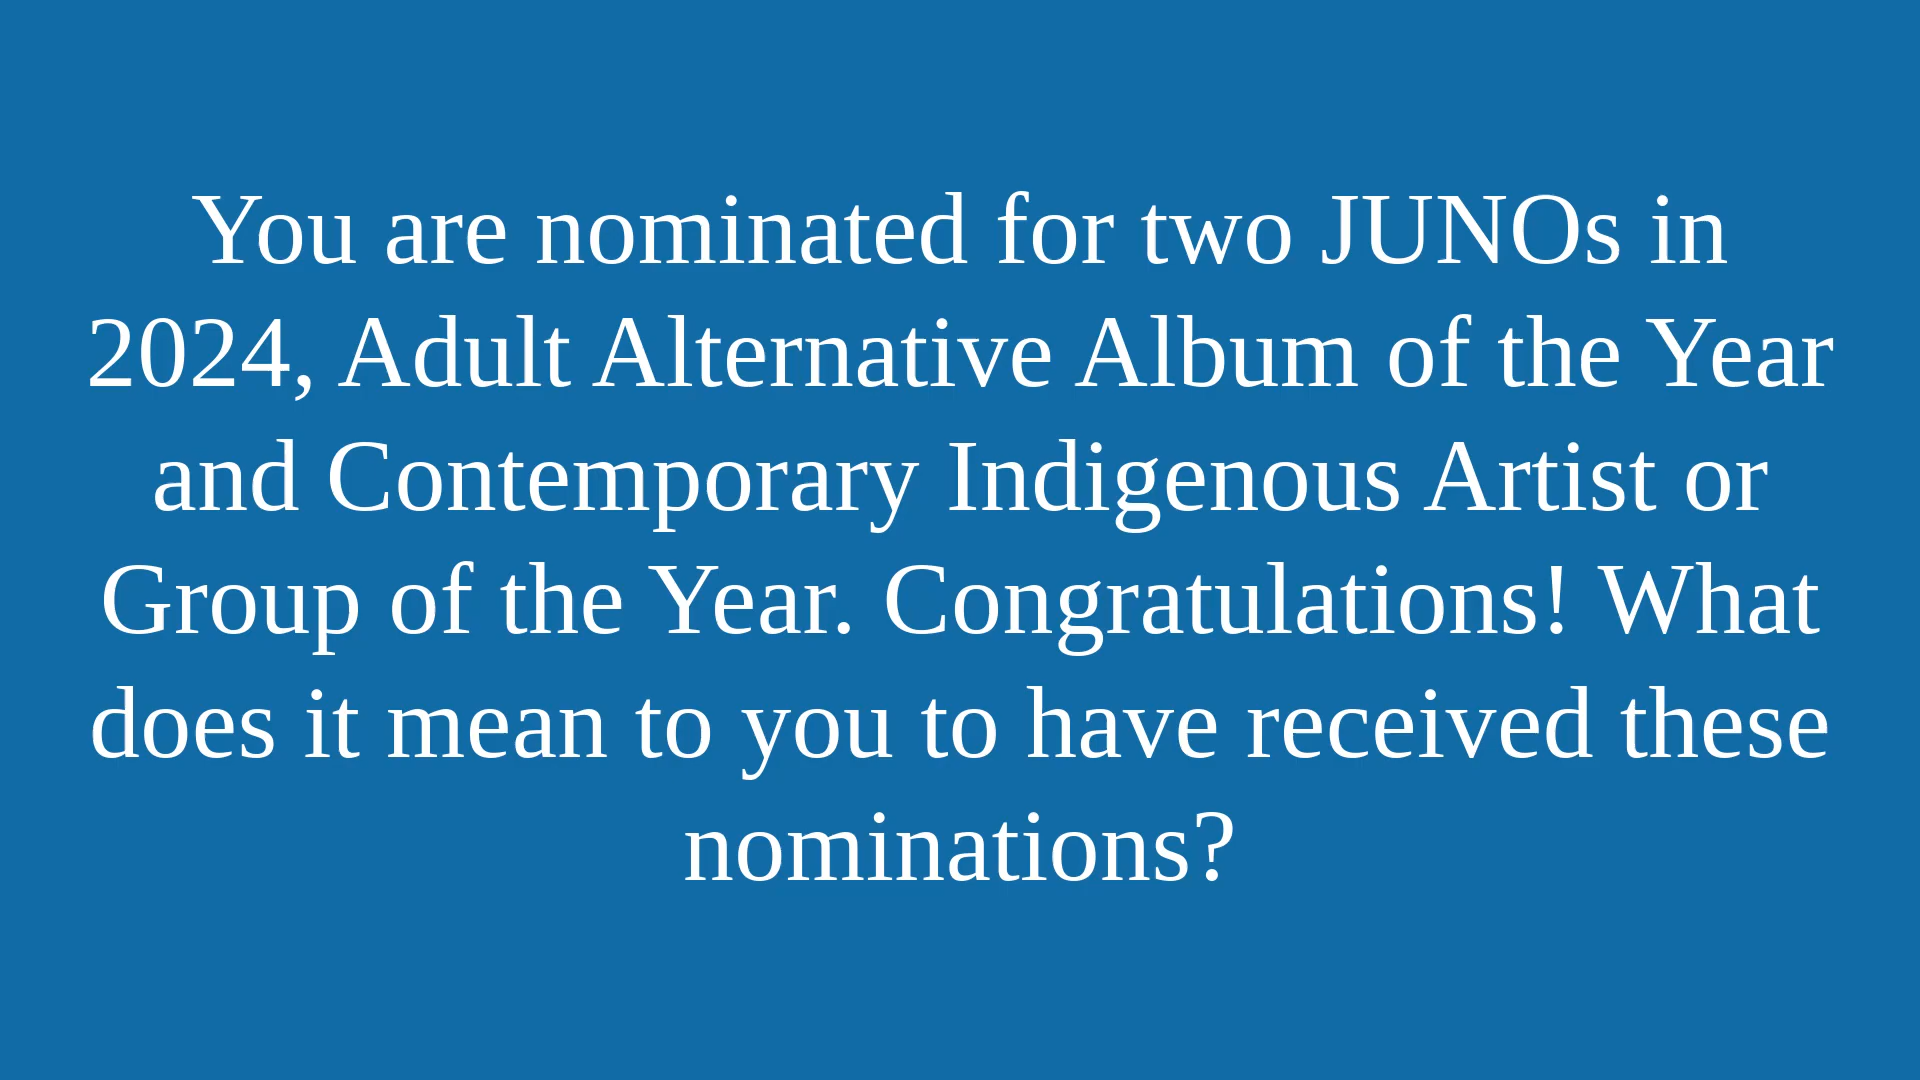 You are nominated for two JUNOs in
2024, Adult Alternative Album of the Year
and Contemporary Indigenous Artist or
Group of the Year. Congratulations! What
does it mean to you to have received these
nominations?